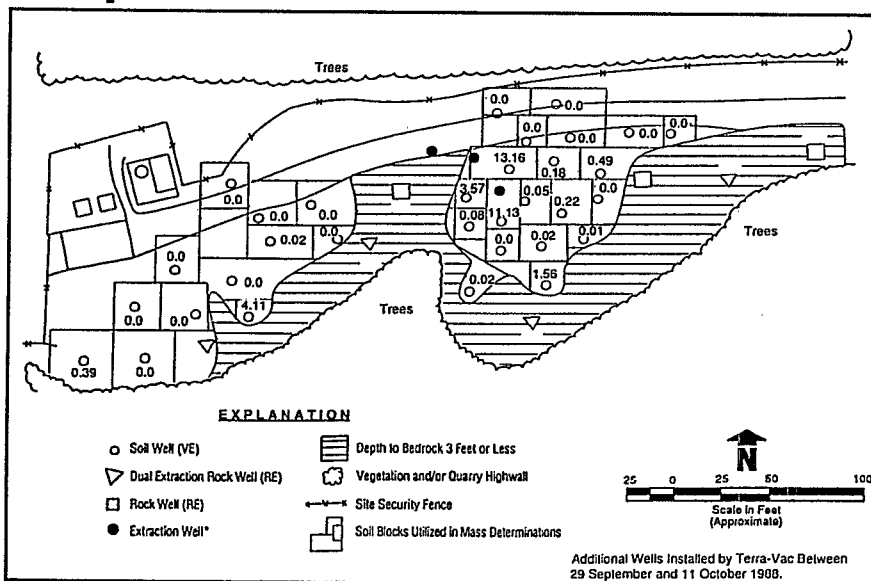 Trees
0.0
0.0
0.0
0.0
0.0
0.0
13.16
0.18
0.49
0.0
3.57
0.05
0.0
0.22
0.0
0.0
0.08
11.13
0.02
0.0
0.0
0.02
0.01
Trees
0.0
0.0
0.02
1.56
4.11
Trees
0.0
0.0
0.39
0.0
EXPLANATION
Soil Well (VE)
Dual Extraction Rock Well (RE)
Rock Well (RE)
Extraction Well*
Depth to Bedrock 3 Feet or Less
Vegetation and/or Quarry Highwall
Site Security Fence
Soil Blocks Utilized in Mass Determinations
N
25 0 25 50 100
Scale in Feet
(Approximate)
Additional Wells Installed by Terra-Vac Between
29 September and 11 October 1988.